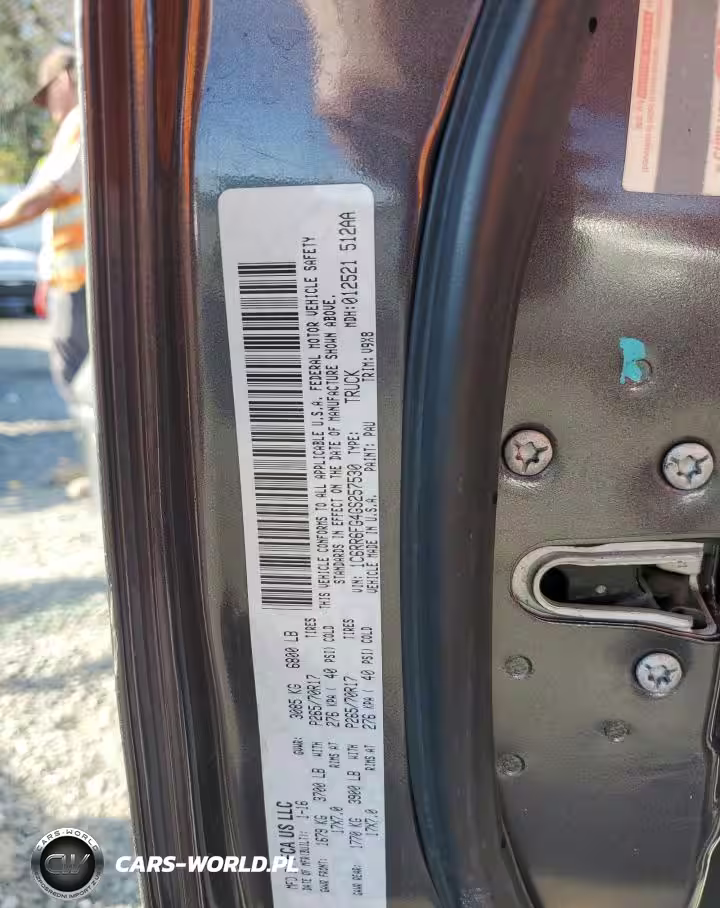 MFD BY FCA US LLC
DATE OF MFR/BUILT: 1-16 GVWR: 3085 KG 6800 LB
GAWR FRONT: 1679 KG 3700 LB WITH P265/70R17 TIRES
17X7.0 RIMS AT 276 KPA ( 40 PSI) COLD
GAWR REAR: 1770 KG 3900 LB WITH P265/70R17 TIRES
17X7.0 RIMS AT 276 KPA ( 40 PSI) COLD
THIS VEHICLE CONFORMS TO ALL APPLICABLE U.S.A. FEDERAL MOTOR VEHICLE SAFETY
STANDARDS IN EFFECT ON THE DATE OF MANUFACTURE SHOWN ABOVE.
VIN: 1C6RR6FG4GS257530 TYPE: TRUCK MDH:012521 512AA
VEHICLE MADE IN U.S.A. PAINT: PAU TRIM: V9X8
CARS-WORLD
CW
CARS-WORLD.PL